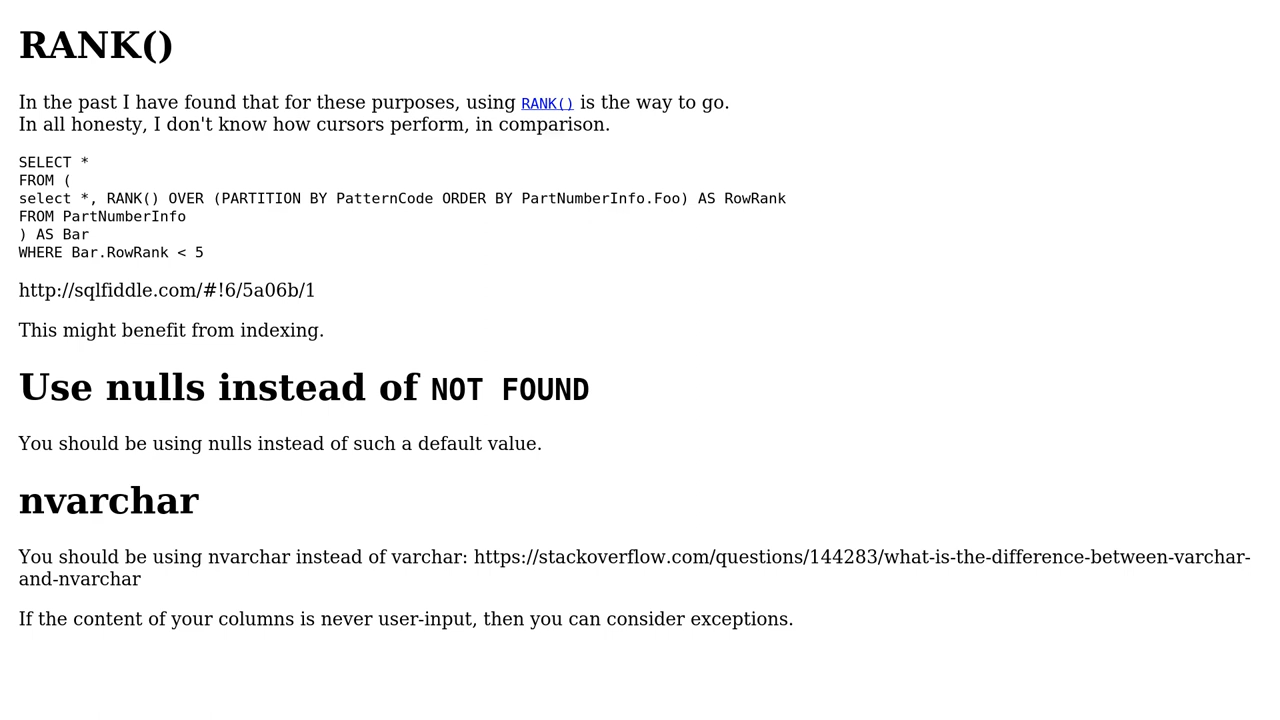 RANK()
In the past I have found that for these purposes, using RANK() is the way to go.
In all honesty, I don't know how cursors perform, in comparison.
SELECT *
FROM (
select *, RANK() OVER (PARTITION BY PatternCode ORDER BY PartNumberInfo.Foo) AS RowRank
FROM PartNumberInfo
) AS Bar
WHERE Bar.RowRank < 5
http://sqlfiddle.com/#!6/5a06b/1
This might benefit from indexing.
Use nulls instead of NOT FOUND
You should be using nulls instead of such a default value.
nvarchar
You should be using nvarchar instead of varchar: https://stackoverflow.com/questions/144283/what-is-the-difference-between-varchar-
and-nvarchar
If the content of your columns is never user-input, then you can consider exceptions.